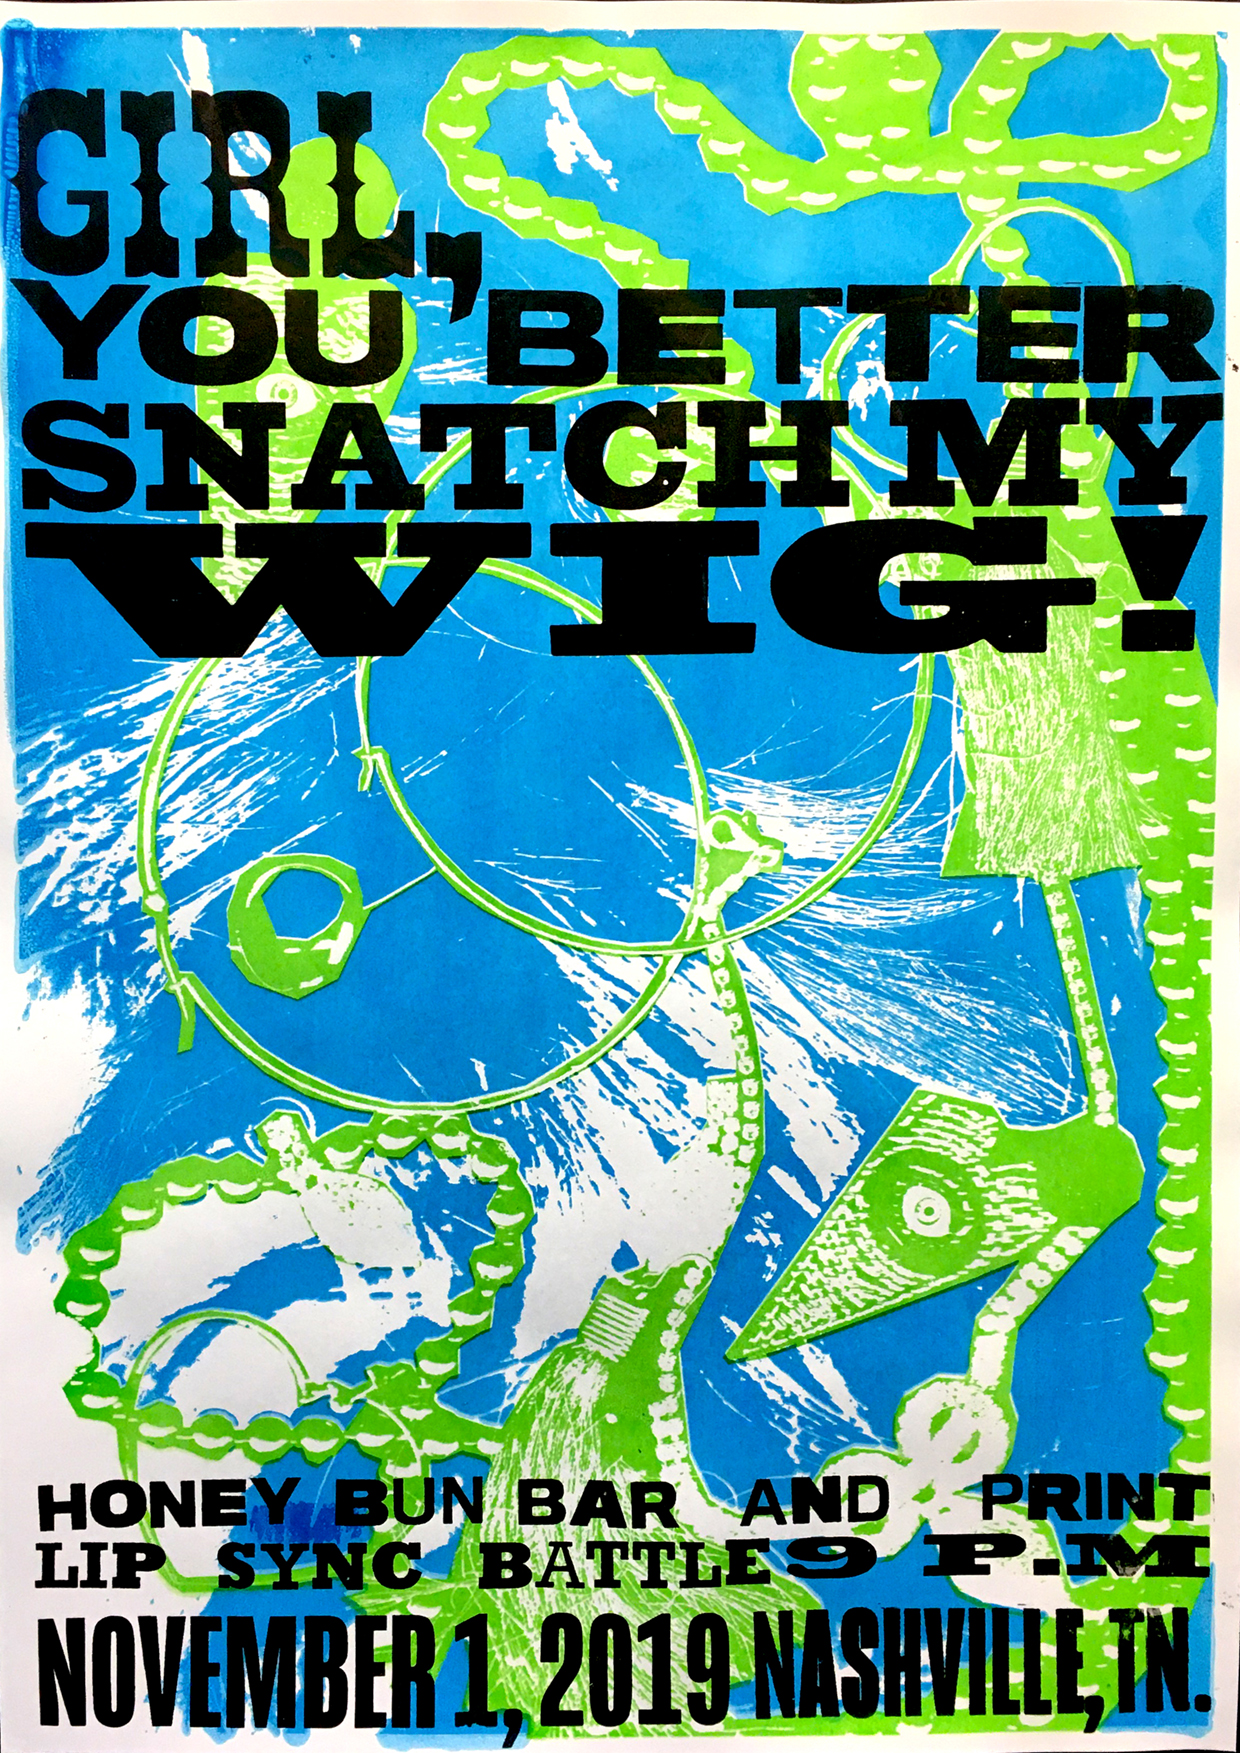 GIRL,
YOU BETTER
SNATCH MY
WIG!
HONEY BUN BAR AND PRINT
LIP SYNC BATTLE 9 P.M
NOVEMBER 1, 2019 NASHVILLE, TN.